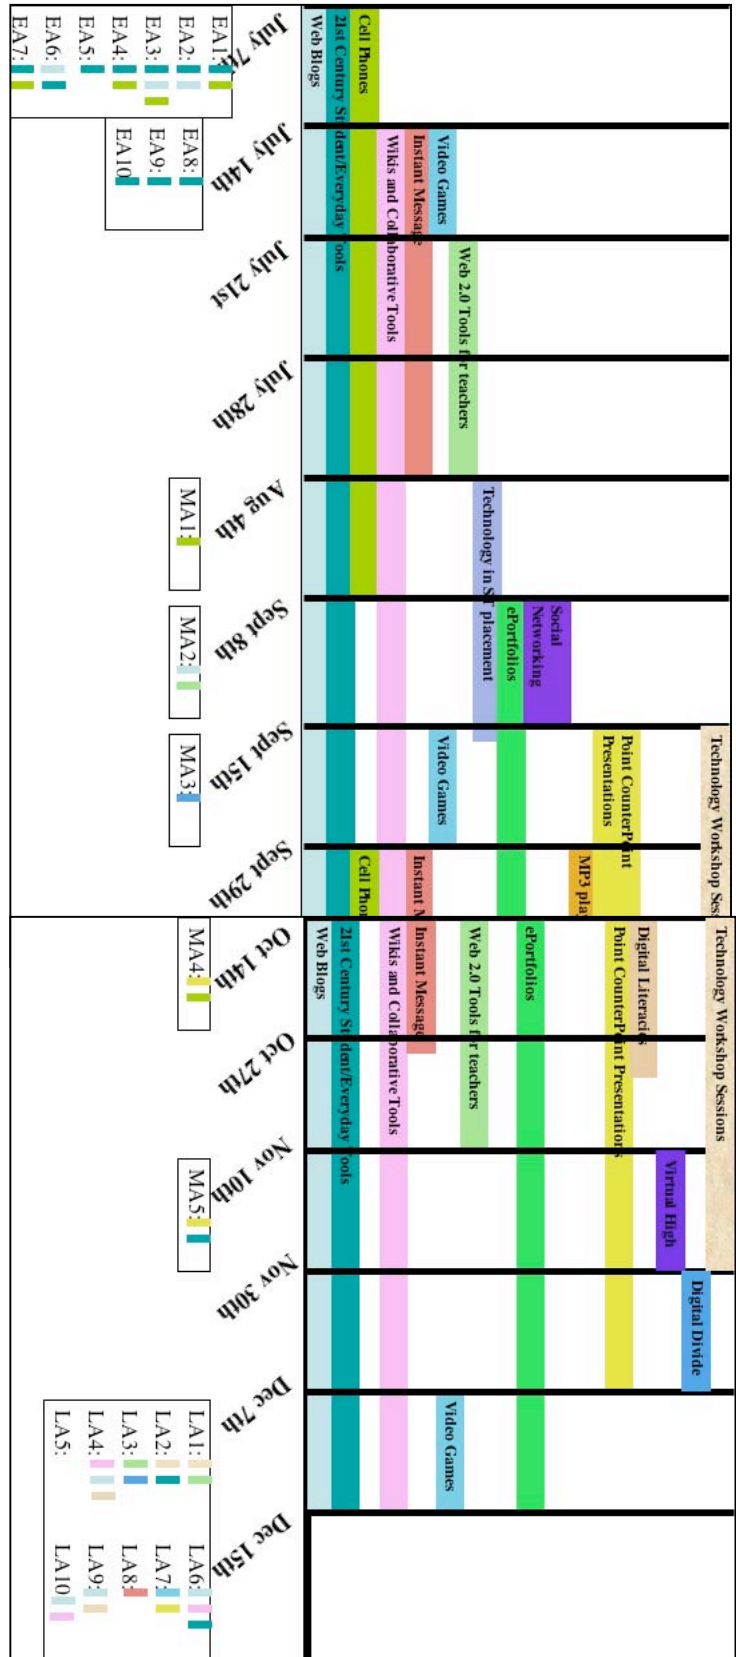 July 7th
July 14th
July 21st
July 28th
Aug 4th
Sept 8th
Sept 15th
Sept 29th
Oct 14th
Oct 27th
Nov 10th
Nov 30th
Dec 7th
Dec 15th
Technology Workshop Sess
Point CounterPoint
Presentations
MP3 pla
Social
Networking
ePortfolios
Technology in ST placement
Web 2.0 Tools for teachers
Video Games
Video Games
Instant Message
Instant M
Wikis and Collaborative Tools
Cell Phones
Cell Phon
21st Century Student/Everyday Tools
Web Blogs
Technology Workshop Sessions
Digital Divide
Virtual High
Digital Literacies
Point CounterPoint Presentations
ePortfolios
Web 2.0 Tools for teachers
Video Games
Instant Message
Wikis and Collaborative Tools
21st Century Student/Everyday Tools
Web Blogs
EA1:
EA2:
EA3:
EA4:
EA5:
EA6:
EA7:
EA8:
EA9:
EA10
MA1:
MA2:
MA3:
MA4:
MA5:
LA1:
LA2:
LA3:
LA4:
LA5:
LA6:
LA7:
LA8:
LA9:
LA10